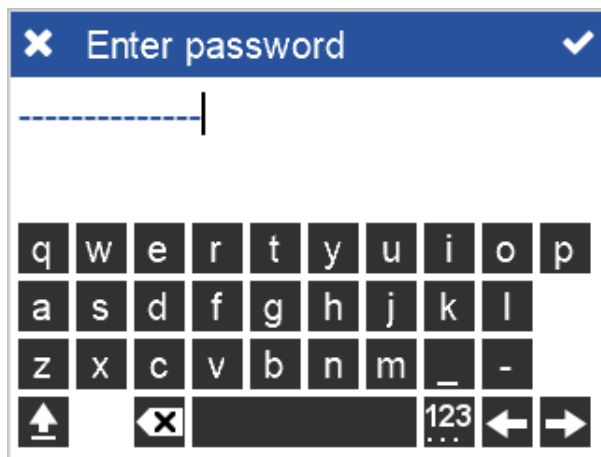 Enter password
--------------
q w e r t y u i o p
a s d f g h j k l
z x c v b n m _ -
123
...